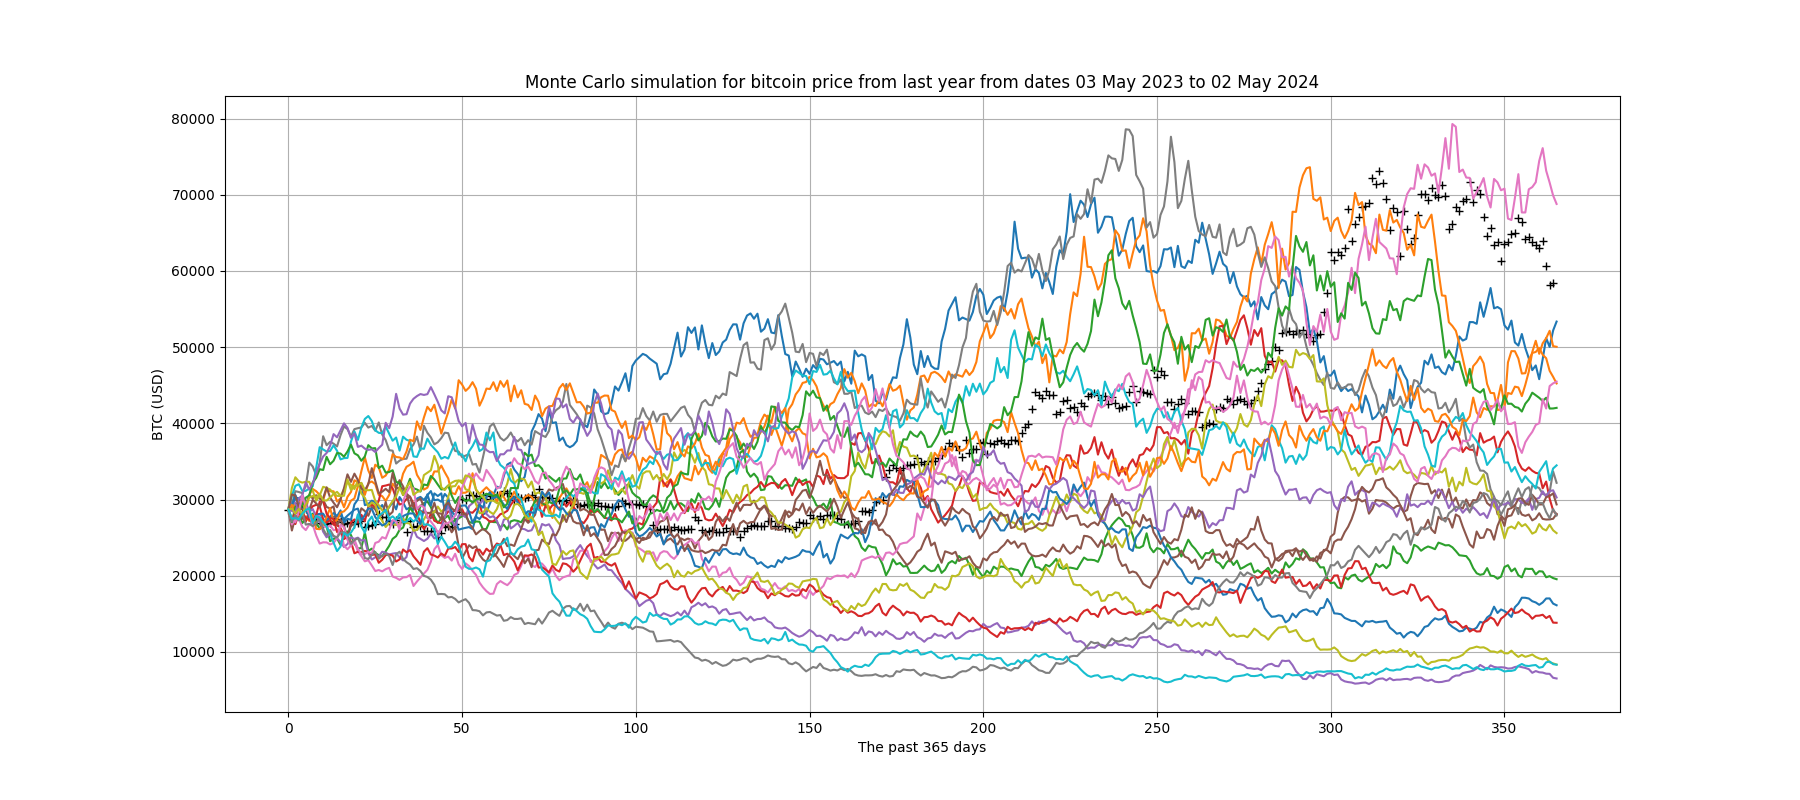 Monte Carlo simulation for bitcoin price from last year from dates 03 May 2023 to 02 May 2024
80000
70000
60000
50000
40000
30000
20000
10000
BTC (USD)
0 50 100 150 200 250 300 350
The past 365 days